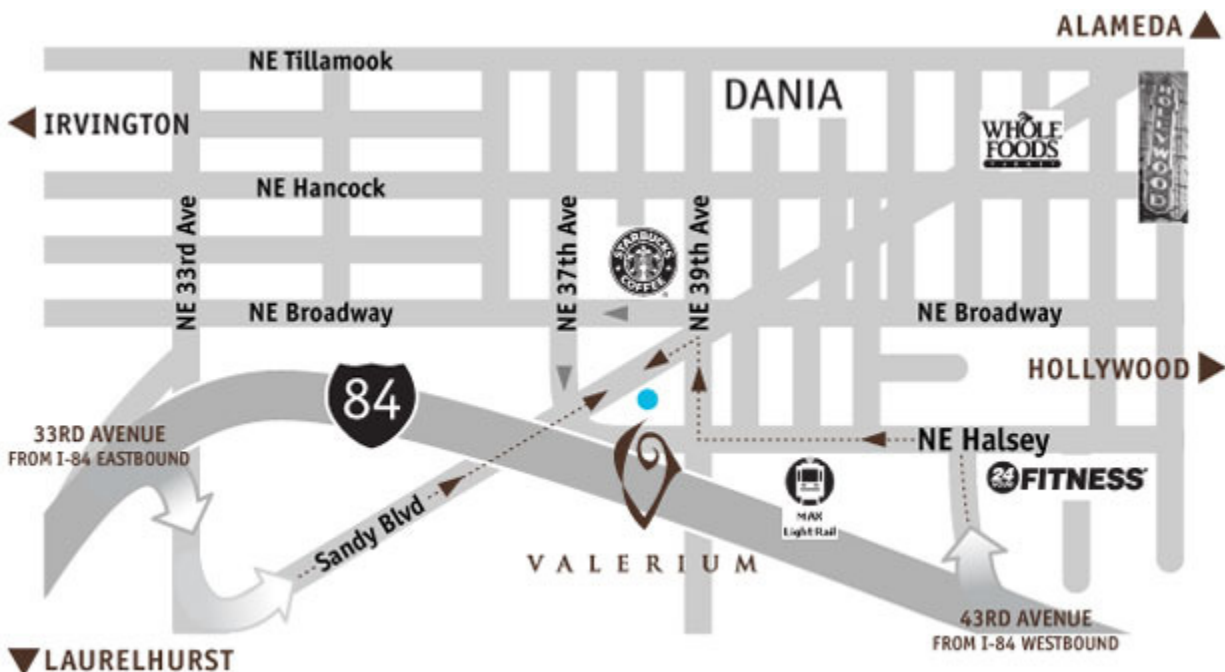 ALAMEDA
NE Tillamook
DANIA
IRVINGTON
WHOLE
FOODS
MARKET
HOLLYWOOD
NE Hancock
NE 33rd Ave
NE 37th Ave
STARBUCKS
COFFEE
NE 39th Ave
NE Broadway
NE Broadway
HOLLYWOOD
84
33RD AVENUE
FROM I-84 EASTBOUND
NE Halsey
24
FITNESS
Sandy Blvd
MAX
Light Rail
VALERIUM
43RD AVENUE
FROM I-84 WESTBOUND
LAURELHURST